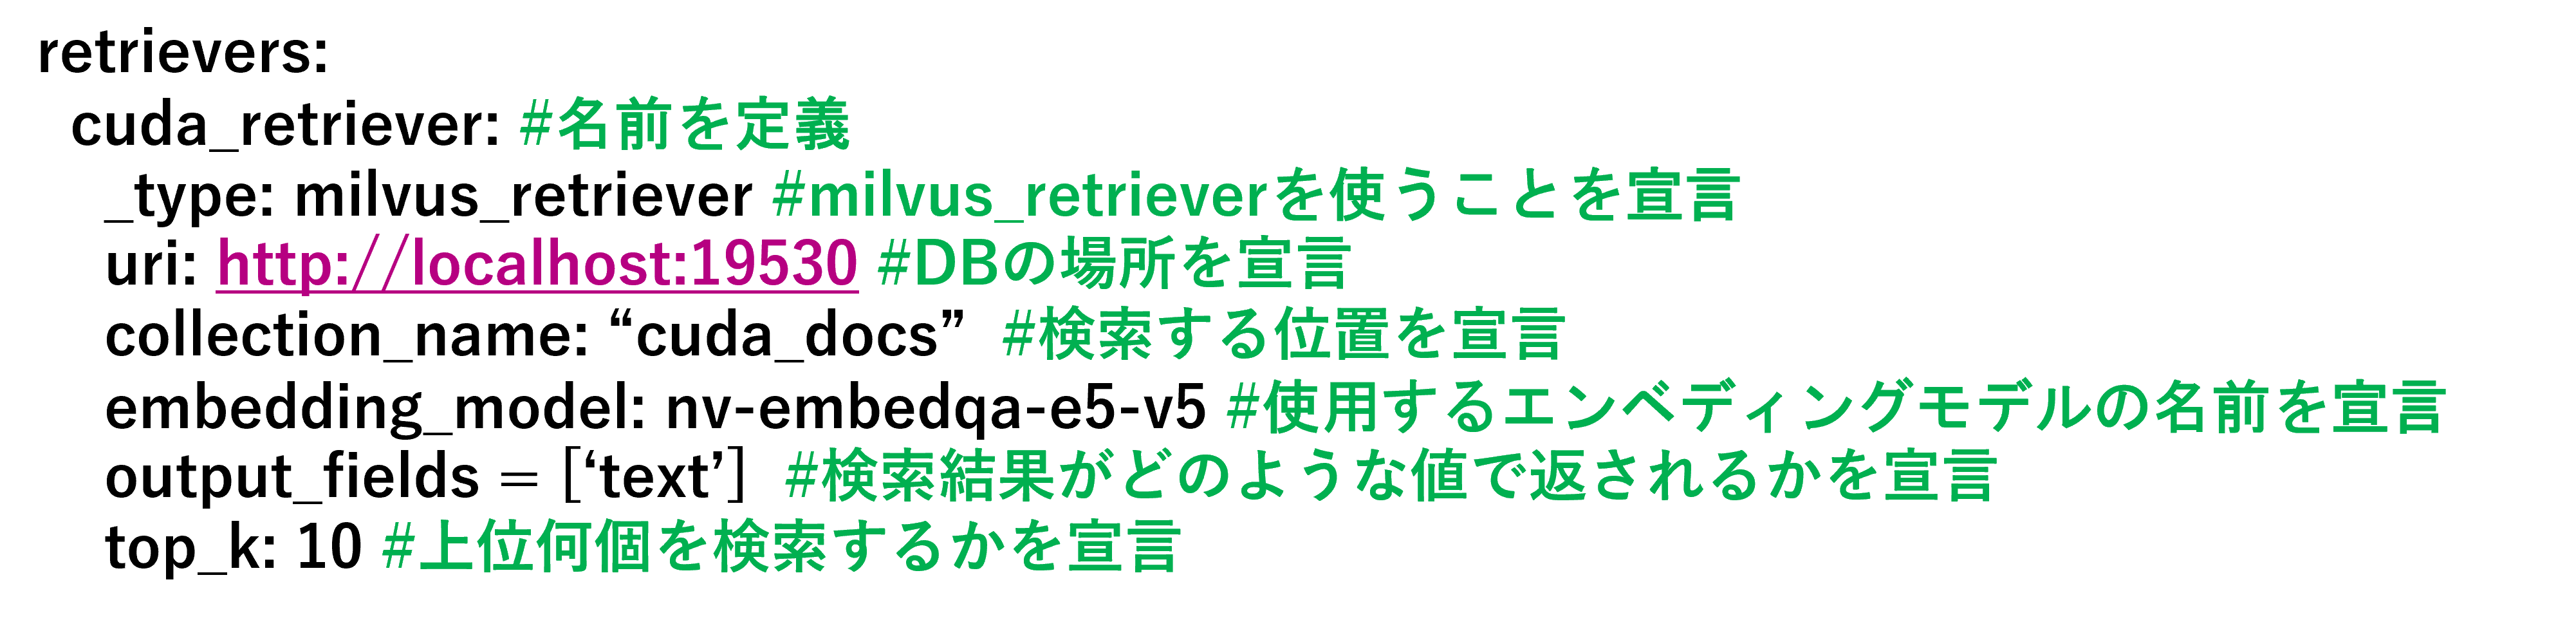 retrievers:
cuda_retriever: #名前を定義
_type: milvus_retriever #milvus_retrieverを使うことを宣言
uri: http://localhost:19530 #DBの場所を宣言
collection_name: “cuda_docs” #検索する位置を宣言
embedding_model: nv-embedqa-e5-v5 #使用するエンベディングモデルの名前を宣言
output_fields = [‘text’] #検索結果がどのような値で返されるかを宣言
top_k: 10 #上位何個を検索するかを宣言